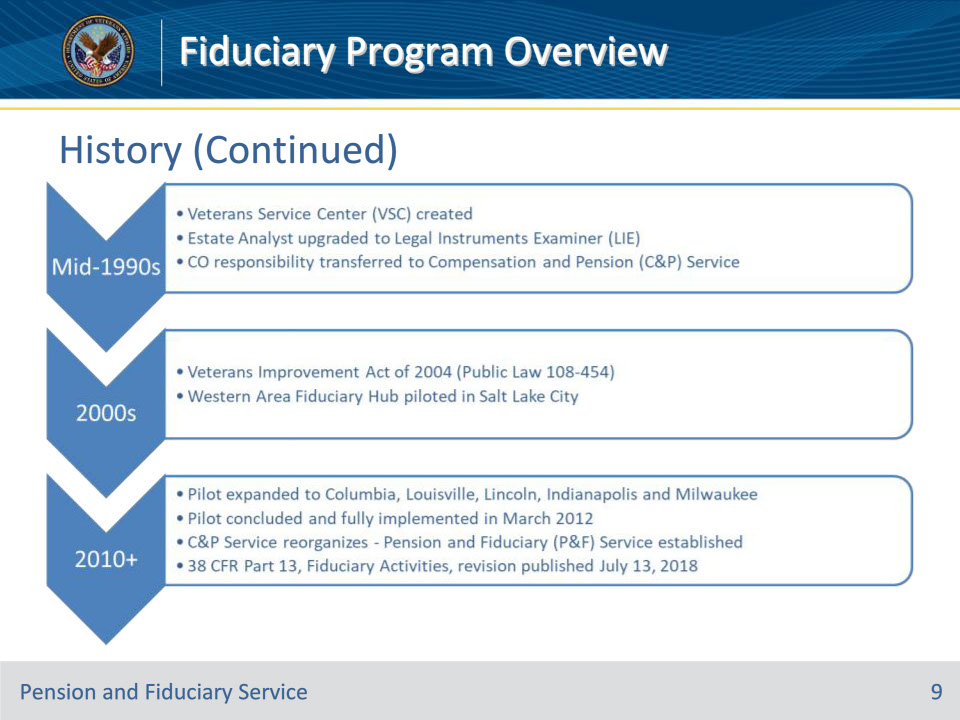 Fiduciary Program Overview
History (Continued)
Mid-1990s
• Veterans Service Center (VSC) created
• Estate Analyst upgraded to Legal Instruments Examiner (LIE)
• CO responsibility transferred to Compensation and Pension (C&P) Service
2000s
• Veterans Improvement Act of 2004 (Public Law 108-454)
• Western Area Fiduciary Hub piloted in Salt Lake City
2010+
• Pilot expanded to Columbia, Louisville, Lincoln, Indianapolis and Milwaukee
• Pilot concluded and fully implemented in March 2012
• C&P Service reorganizes - Pension and Fiduciary (P&F) Service established
• 38 CFR Part 13, Fiduciary Activities, revision published July 13, 2018
Pension and Fiduciary Service
9